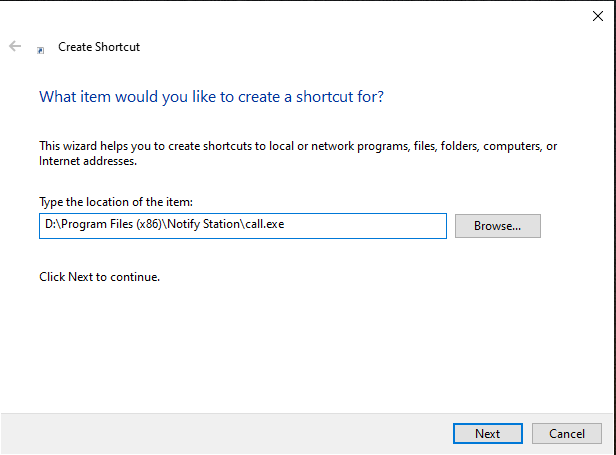 Create Shortcut
What item would you like to create a shortcut for?
This wizard helps you to create shortcuts to local or network programs, files, folders, computers, or
Internet addresses.
Type the location of the item:
D:\Program Files (x86)\Notify Station\call.exe
Browse...
Click Next to continue.
Next
Cancel